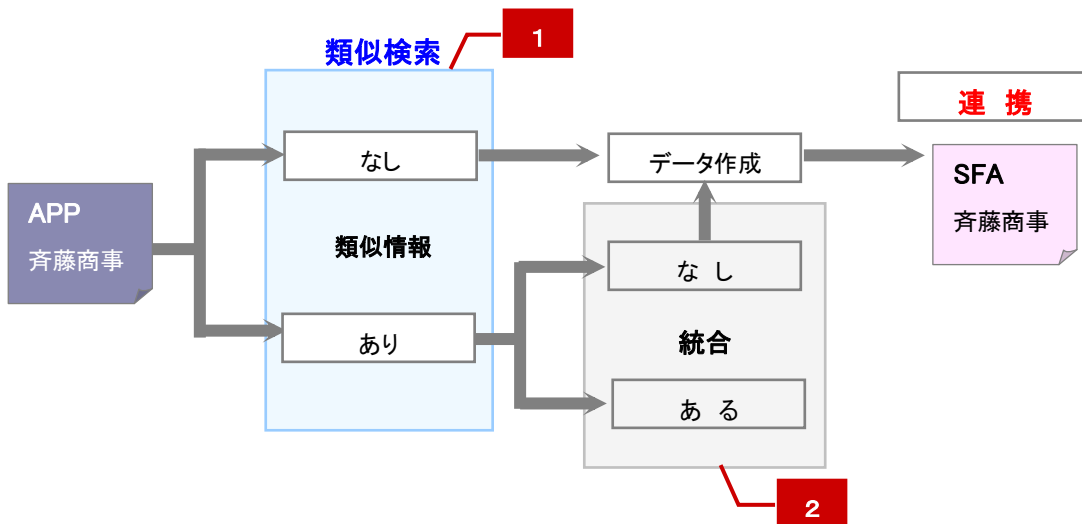 1
類似検索
連 携
なし
データ作成
SFA
斉藤商事
APP
斉藤商事
類似情報
な し
あり
統合
あ る
2